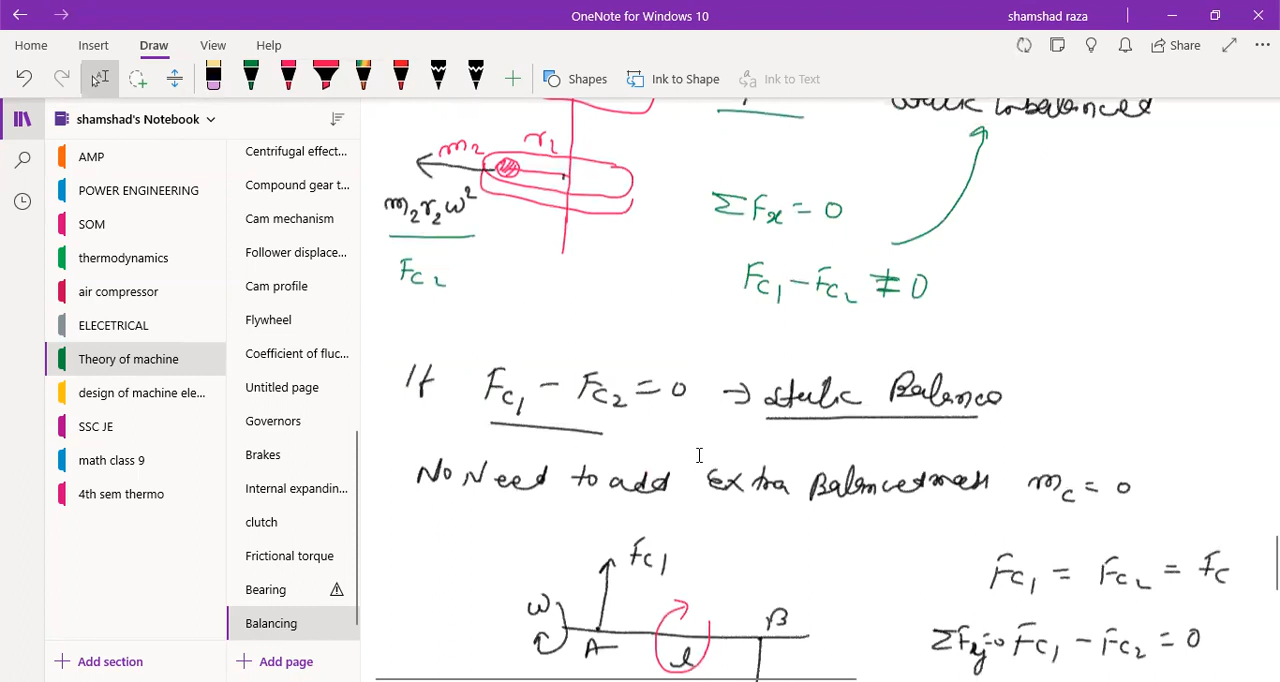 OneNote for Windows 10
shamshad raza
Home Insert Draw View Help
Share
Shapes
Ink to Shape
Ink to Text
shamshad's Notebook
AMP
POWER ENGINEERING
SOM
thermodynamics
air compressor
ELECETRICAL
Theory of machine
design of machine ele...
SSC JE
math class 9
4th sem thermo
Add section
Centrifugal effect...
Compound gear t...
Cam mechanism
Follower displace...
Cam profile
Flywheel
Coefficient of fluc...
Untitled page
Governors
Brakes
Internal expandin...
clutch
Frictional torque
Bearing
Balancing
Add page
m₂ r₂
m₂r₂ω²
Fc₂
ΣFx = 0
Fc₁ − Fc₂ ≠ 0
If Fc₁ − Fc₂ = 0 → Static Balance
No Need to add Extra Balanced mass mc = 0
Fc₁
ω
A
l
B
Fc₁ = Fc₂ = Fc
ΣFy=0 Fc₁ − Fc₂ = 0